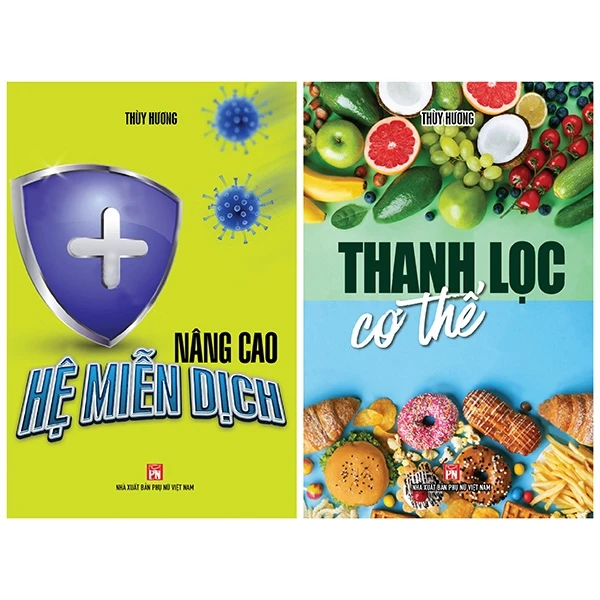 THÙY HƯƠNG
NÂNG CAO
HỆ MIỄN DỊCH
PN
NHÀ XUẤT BẢN PHỤ NỮ VIỆT NAM
THÙY HƯƠNG
THANH LỌC
cơ thể
PN
NHÀ XUẤT BẢN PHỤ NỮ VIỆT NAM